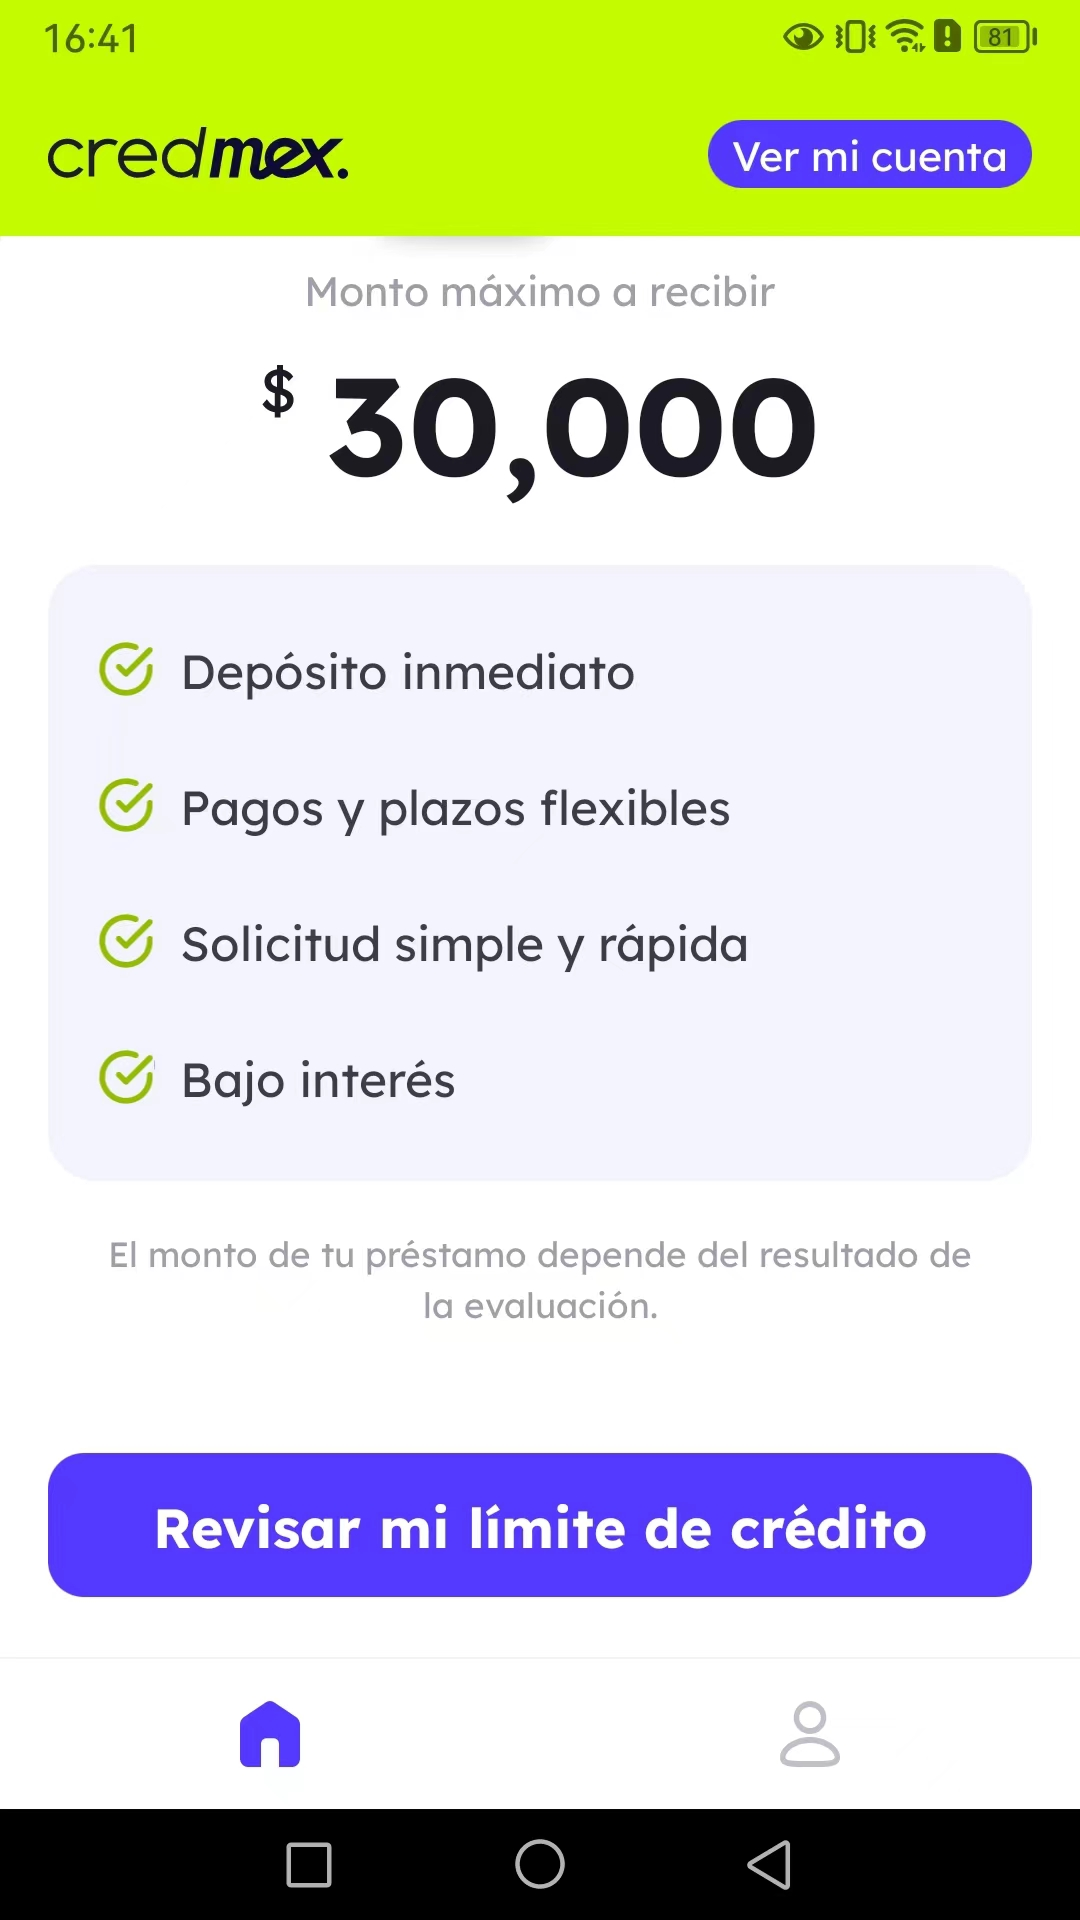 16:41
81
credmex.
Ver mi cuenta
Monto máximo a recibir
$ 30,000
Depósito inmediato
Pagos y plazos flexibles
Solicitud simple y rápida
Bajo interés
El monto de tu préstamo depende del resultado de
la evaluación.
Revisar mi límite de crédito